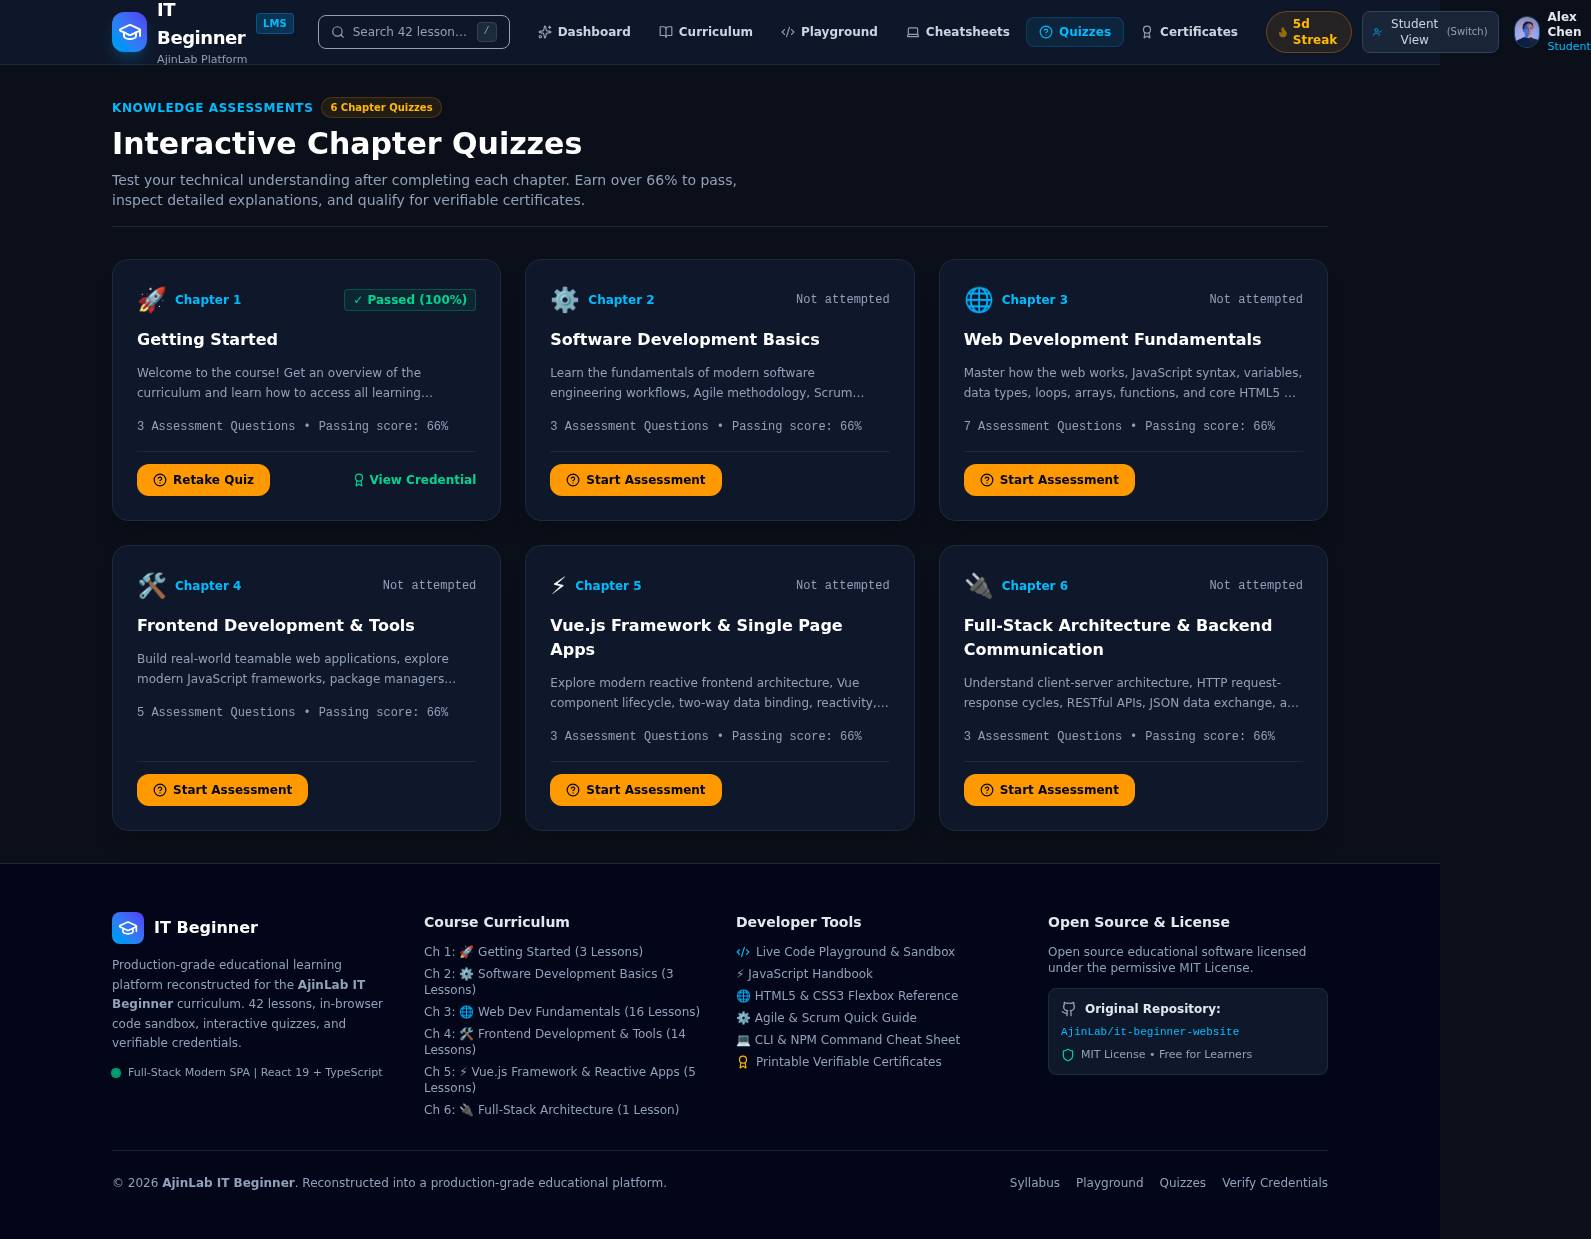 IT Beginner LMS
AjinLab Platform
Search 42 lesson... /
Dashboard
Curriculum
Playground
Cheatsheets
Quizzes
Certificates
5d Streak
Student View (Switch)
Alex Chen
Student
KNOWLEDGE ASSESSMENTS 6 Chapter Quizzes
Interactive Chapter Quizzes
Test your technical understanding after completing each chapter. Earn over 66% to pass,
inspect detailed explanations, and qualify for verifiable certificates.
Chapter 1 ✓ Passed (100%)
Getting Started
Welcome to the course! Get an overview of the
curriculum and learn how to access all learning...
3 Assessment Questions • Passing score: 66%
Retake Quiz View Credential
Chapter 2 Not attempted
Software Development Basics
Learn the fundamentals of modern software
engineering workflows, Agile methodology, Scrum...
3 Assessment Questions • Passing score: 66%
Start Assessment
Chapter 3 Not attempted
Web Development Fundamentals
Master how the web works, JavaScript syntax, variables,
data types, loops, arrays, functions, and core HTML5 ...
7 Assessment Questions • Passing score: 66%
Start Assessment
Chapter 4 Not attempted
Frontend Development & Tools
Build real-world teamable web applications, explore
modern JavaScript frameworks, package managers...
5 Assessment Questions • Passing score: 66%
Start Assessment
Chapter 5 Not attempted
Vue.js Framework & Single Page
Apps
Explore modern reactive frontend architecture, Vue
component lifecycle, two-way data binding, reactivity,...
3 Assessment Questions • Passing score: 66%
Start Assessment
Chapter 6 Not attempted
Full-Stack Architecture & Backend
Communication
Understand client-server architecture, HTTP request-
response cycles, RESTful APIs, JSON data exchange, a...
3 Assessment Questions • Passing score: 66%
Start Assessment
IT Beginner
Production-grade educational learning
platform reconstructed for the AjinLab IT
Beginner curriculum. 42 lessons, in-browser
code sandbox, interactive quizzes, and
verifiable credentials.
Full-Stack Modern SPA | React 19 + TypeScript
Course Curriculum
Ch 1: 🚀 Getting Started (3 Lessons)
Ch 2: ⚙️ Software Development Basics (3
Lessons)
Ch 3: 🌐 Web Dev Fundamentals (16 Lessons)
Ch 4: 🛠️ Frontend Development & Tools (14
Lessons)
Ch 5: ⚡ Vue.js Framework & Reactive Apps (5
Lessons)
Ch 6: 🔌 Full-Stack Architecture (1 Lesson)
Developer Tools
Live Code Playground & Sandbox
⚡ JavaScript Handbook
🌐 HTML5 & CSS3 Flexbox Reference
⚙️ Agile & Scrum Quick Guide
💻 CLI & NPM Command Cheat Sheet
Printable Verifiable Certificates
Open Source & License
Open source educational software licensed
under the permissive MIT License.
Original Repository:
AjinLab/it-beginner-website
MIT License • Free for Learners
© 2026 AjinLab IT Beginner. Reconstructed into a production-grade educational platform.
Syllabus Playground Quizzes Verify Credentials